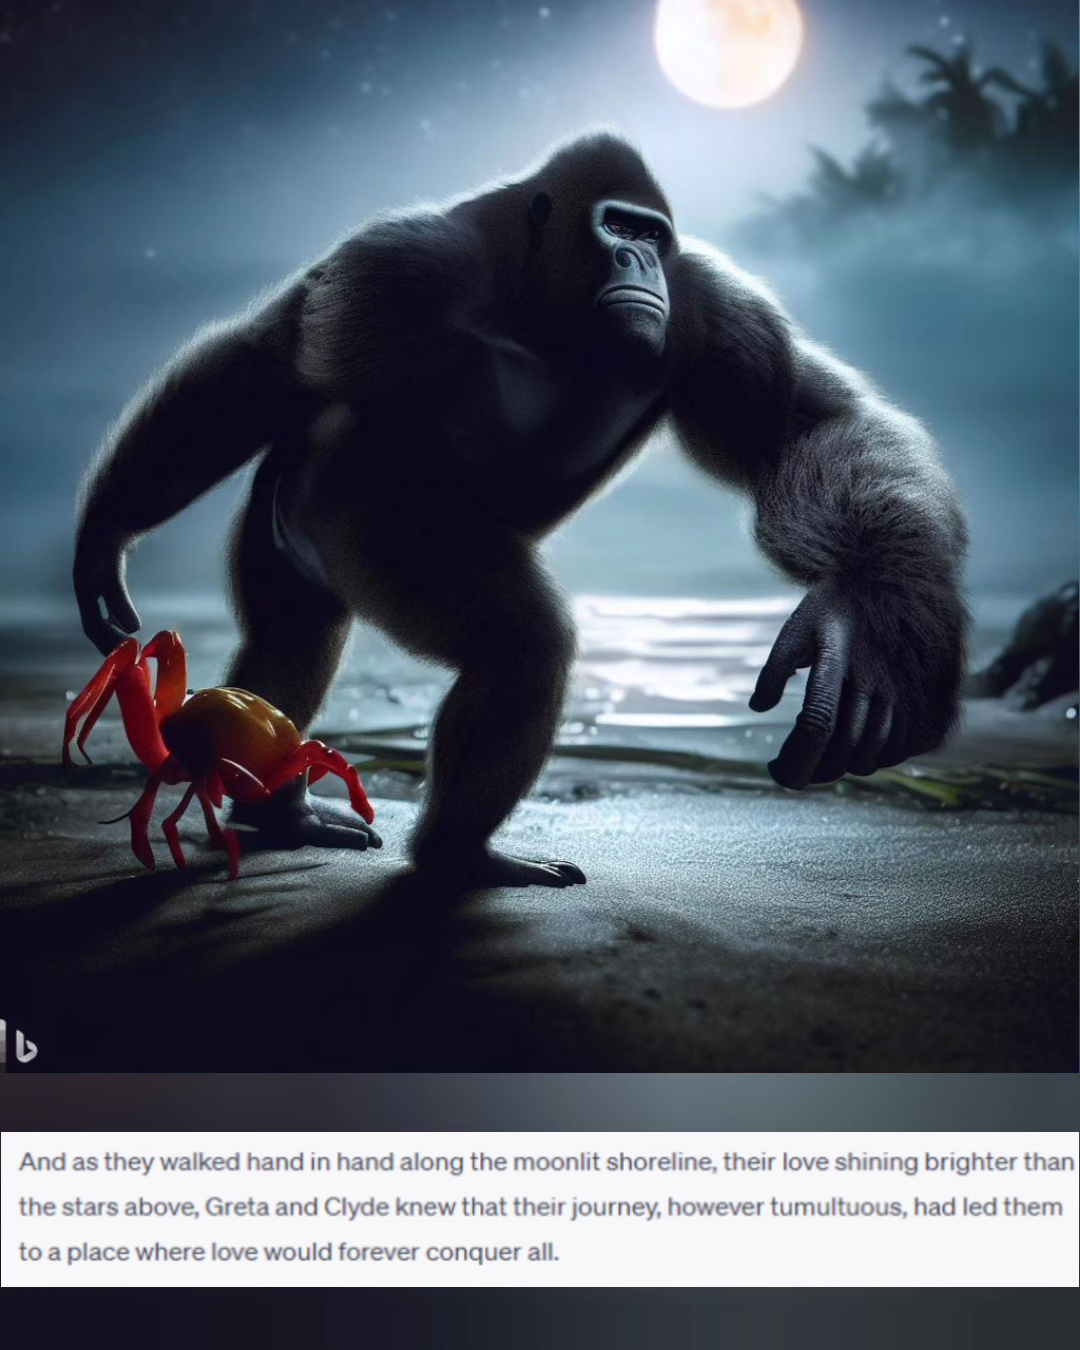 And as they walked hand in hand along the moonlit shoreline, their love shining brighter than
the stars above, Greta and Clyde knew that their journey, however tumultuous, had led them
to a place where love would forever conquer all.